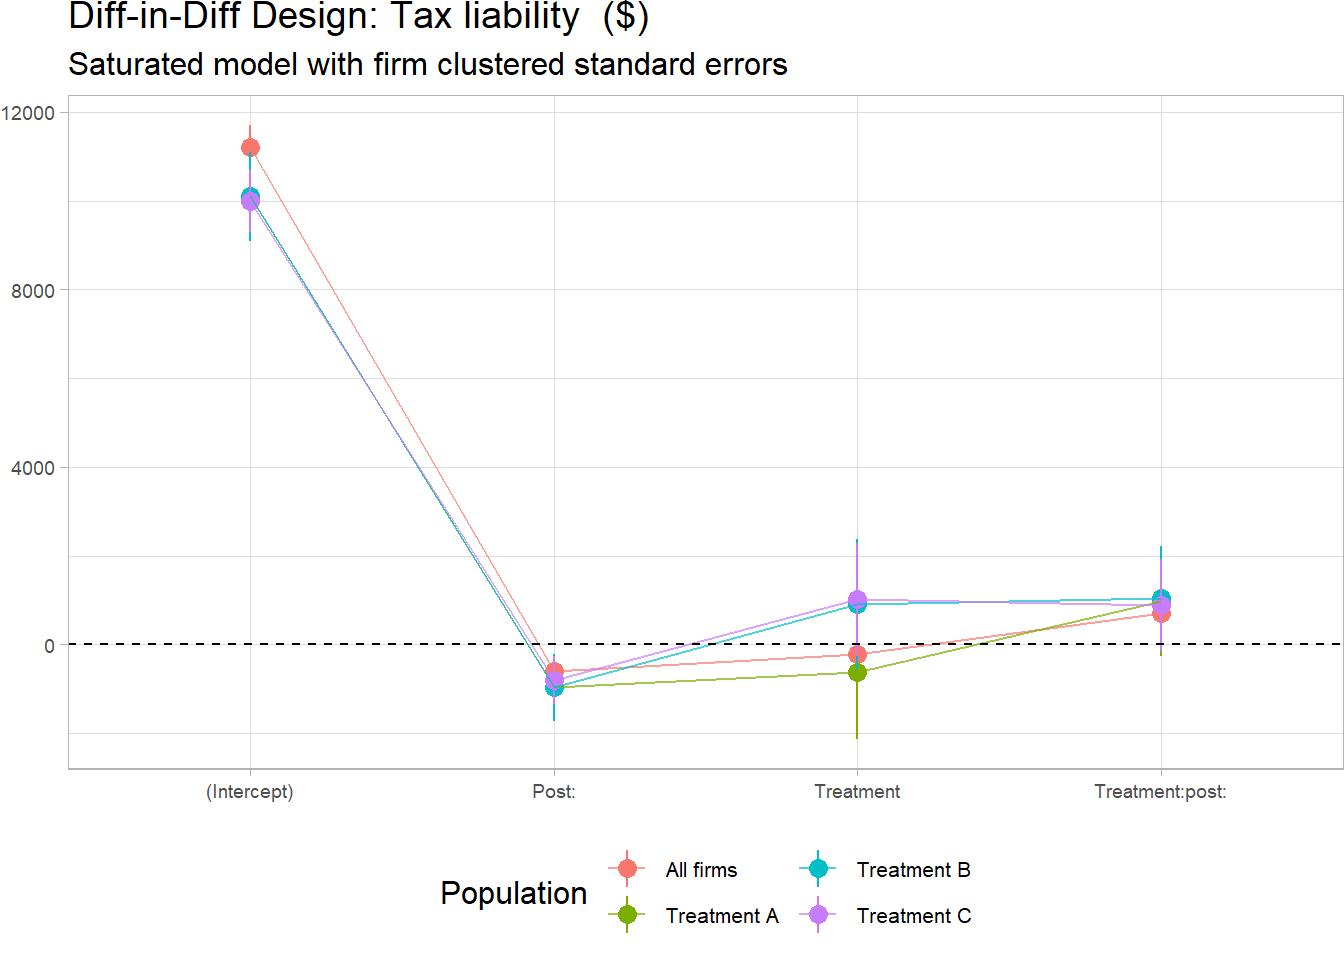 Diff-in-Diff Design: Tax liability  ($)
Saturated model with firm clustered standard errors
12000
8000
4000
0
(Intercept) Post: Treatment Treatment:post:
Population
All firms Treatment B
Treatment A Treatment C